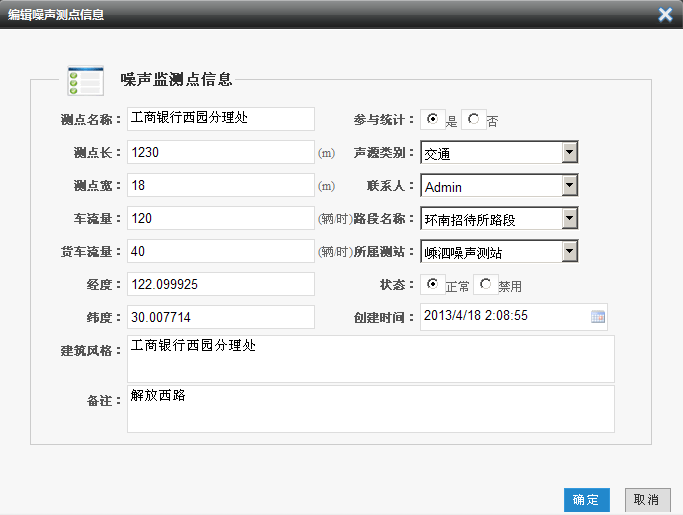 编辑噪声测点信息
噪声监测点信息
测点名称： 工商银行西园分理处 参与统计： 是 否
测点长： 1230 (m) 声源类别： 交通
测点宽： 18 (m) 联系人： Admin
车流量： 120 (辆/时) 路段名称： 环南招待所路段
货车流量： 40 (辆/时) 所属测站： 嵊泗噪声测站
经度： 122.099925 状态： 正常 禁用
纬度： 30.007714 创建时间： 2013/4/18 2:08:55
建筑风格： 工商银行西园分理处
备注： 解放西路
确定 取消